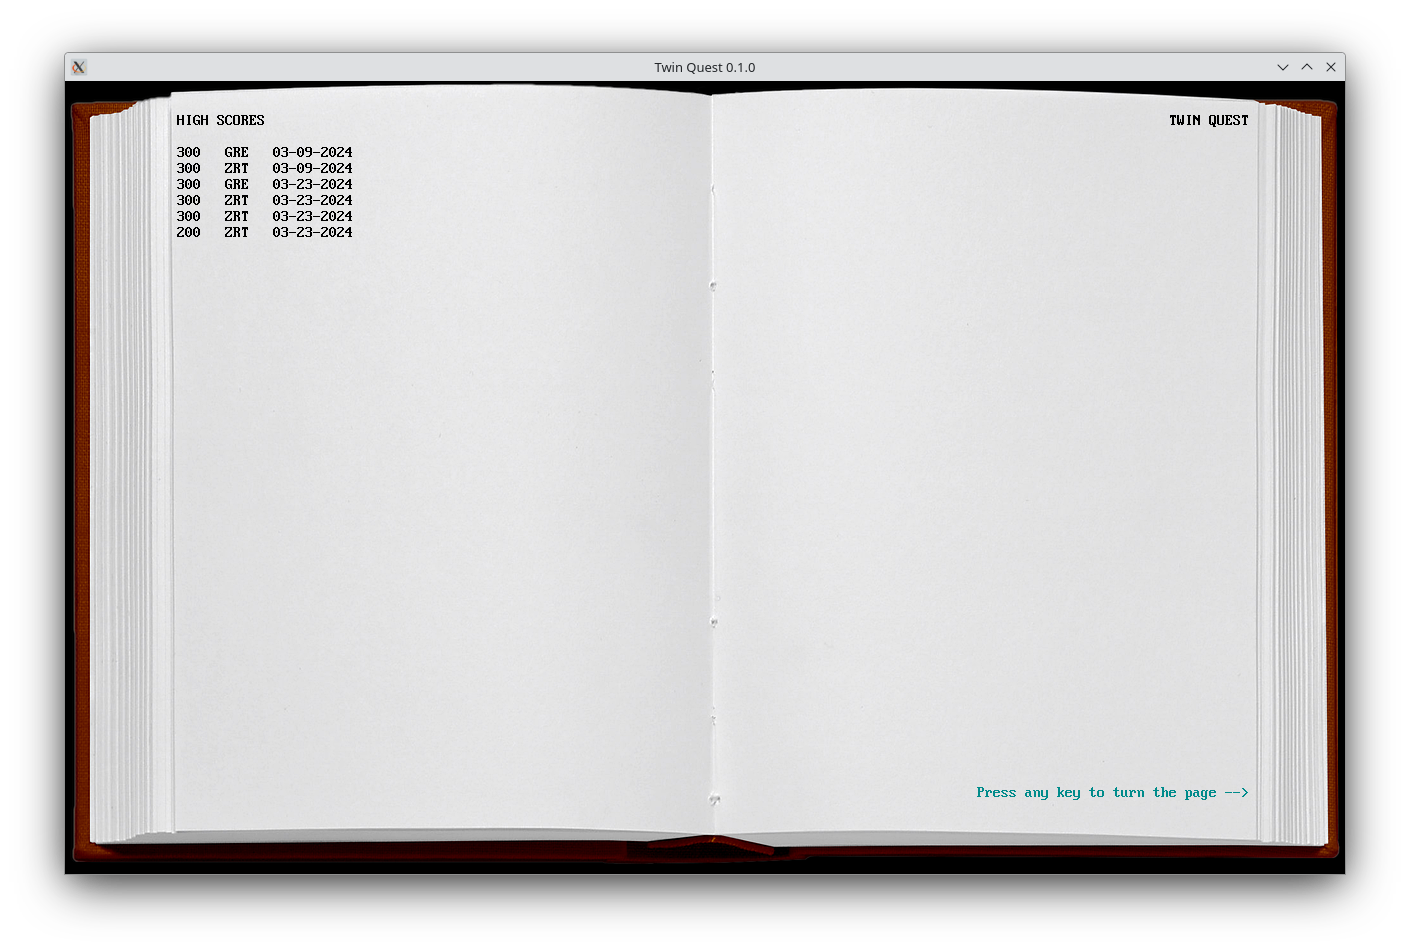 Twin Quest 0.1.0
HIGH SCORES
TWIN QUEST
300 GRE 03-09-2024
300 ZRT 03-09-2024
300 GRE 03-23-2024
300 ZRT 03-23-2024
300 ZRT 03-23-2024
200 ZRT 03-23-2024
Press any key to turn the page -->